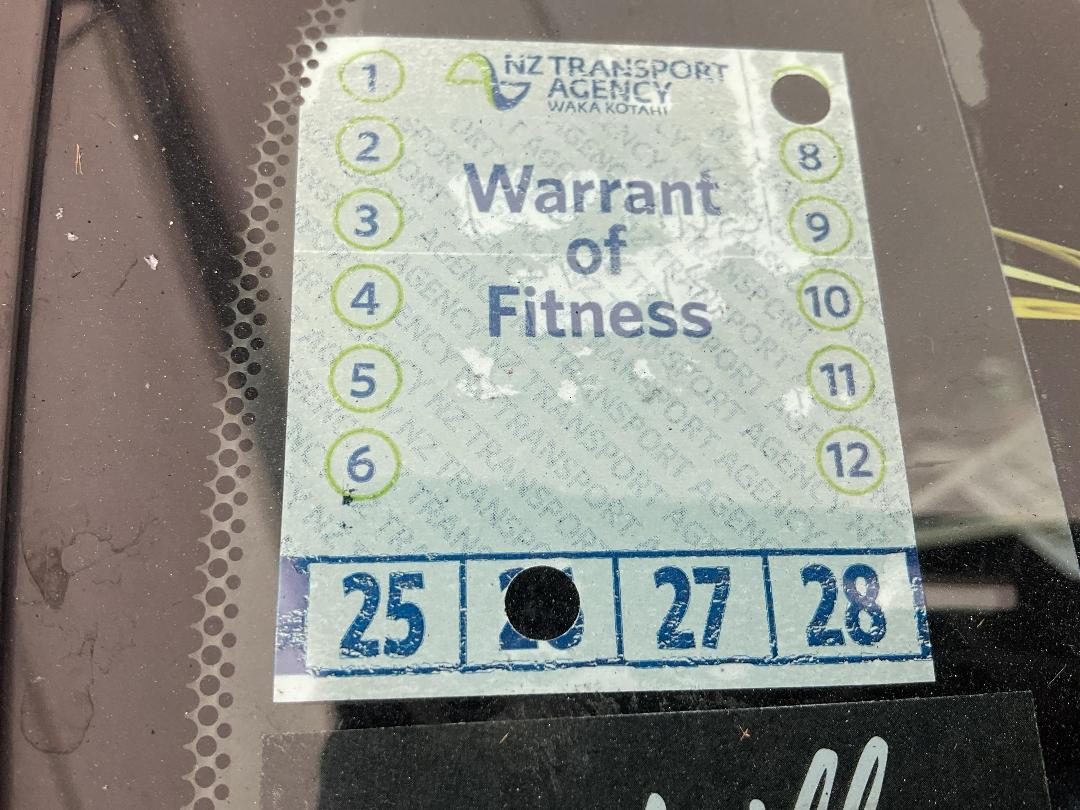 1
NZ TRANSPORT
AGENCY
WAKA KOTAHI
2
3
4
5
6
Warrant
of
Fitness
8
9
10
11
12
25
27
28